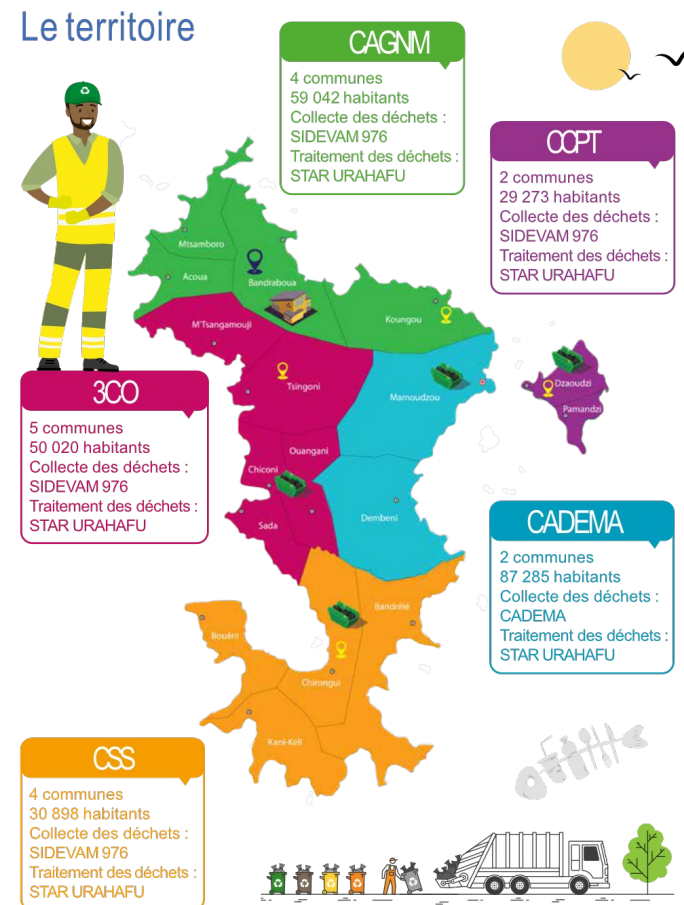 Le territoire
CAGNM
4 communes
59 042 habitants
Collecte des déchets :
SIDEVAM 976
Traitement des déchets :
STAR URAHAFU
CCPT
2 communes
29 273 habitants
Collecte des déchets :
SIDEVAM 976
Traitement des déchets :
STAR URAHAFU
Mtsamboro
Acoua
Bandraboua
Koungou
M'Tsangamouji
Tsingoni
Mamoudzou
Dzaoudzi
Pamandzi
Ouangani
Chiconi
Sada
Dembeni
3CO
5 communes
50 020 habitants
Collecte des déchets :
SIDEVAM 976
Traitement des déchets :
STAR URAHAFU
CADEMA
2 communes
87 285 habitants
Collecte des déchets :
CADEMA
Traitement des déchets :
STAR URAHAFU
Bandrélé
Bouéni
Chirongui
Kani-Kéli
CSS
4 communes
30 898 habitants
Collecte des déchets :
SIDEVAM 976
Traitement des déchets :
STAR URAHAFU